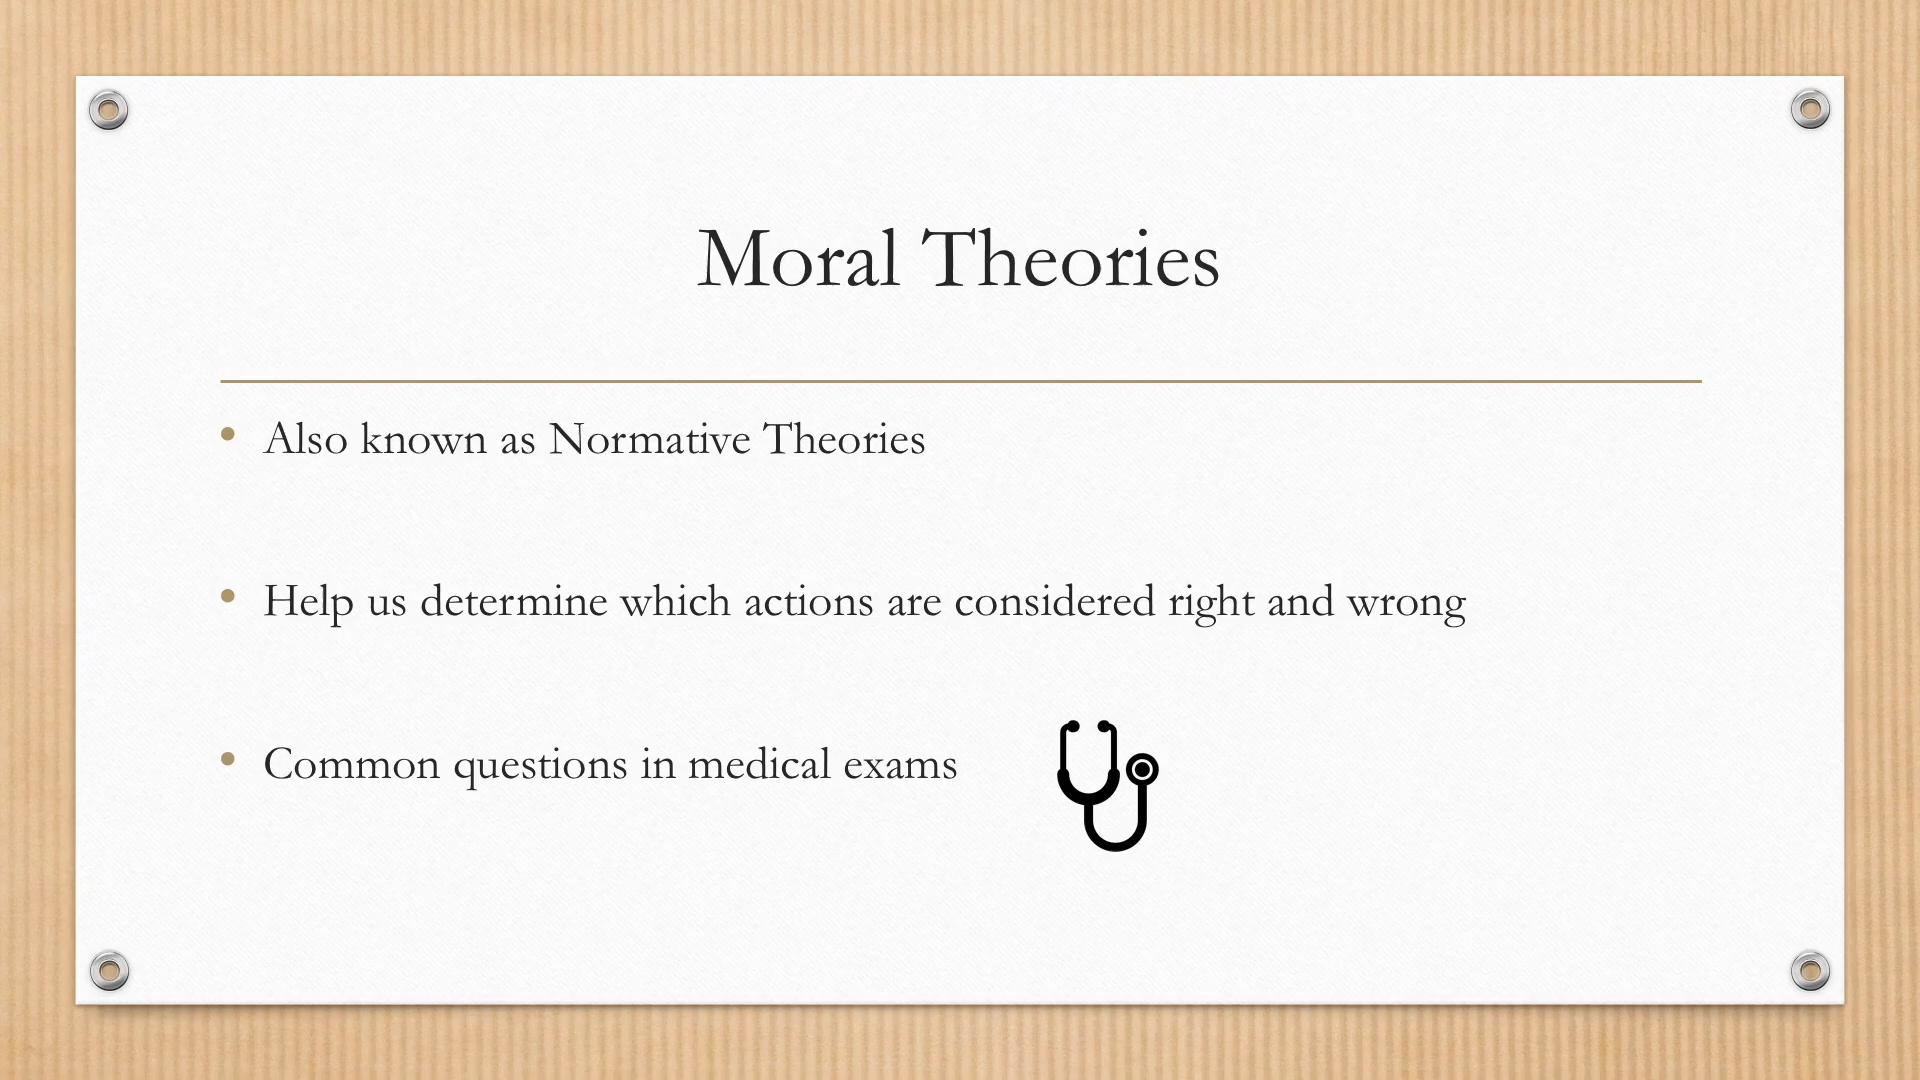 Moral Theories
• Also known as Normative Theories
• Help us determine which actions are considered right and wrong
• Common questions in medical exams